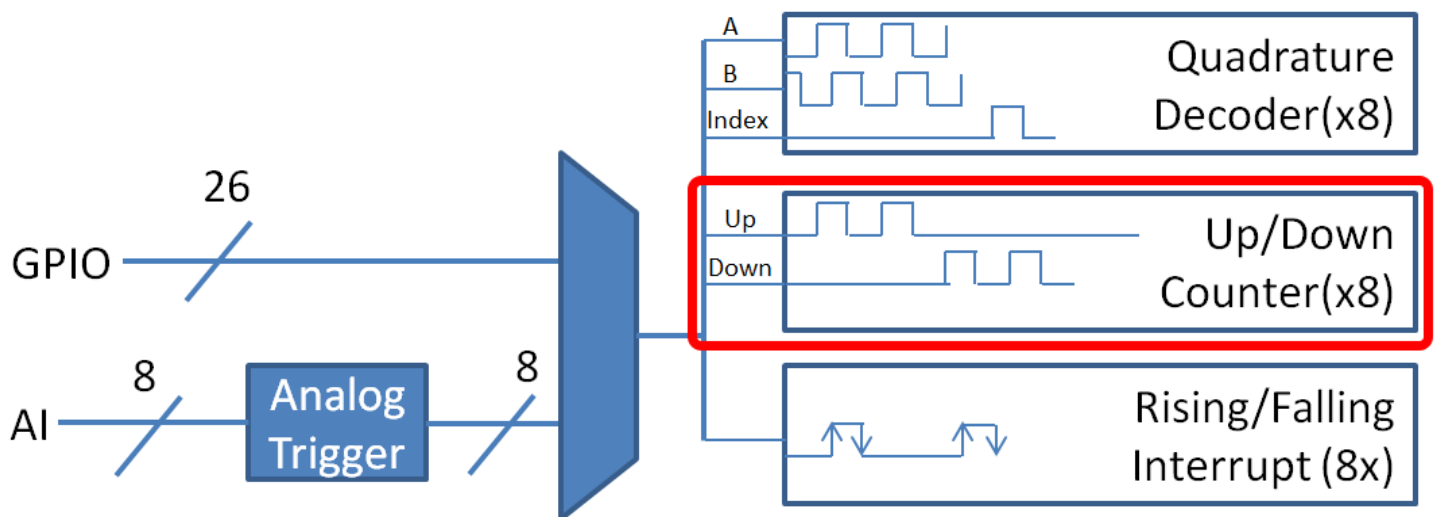 26
GPIO
8
AI
Analog
Trigger
8
A
B
Index
Quadrature
Decoder(x8)
Up
Down
Up/Down
Counter(x8)
Rising/Falling
Interrupt (8x)